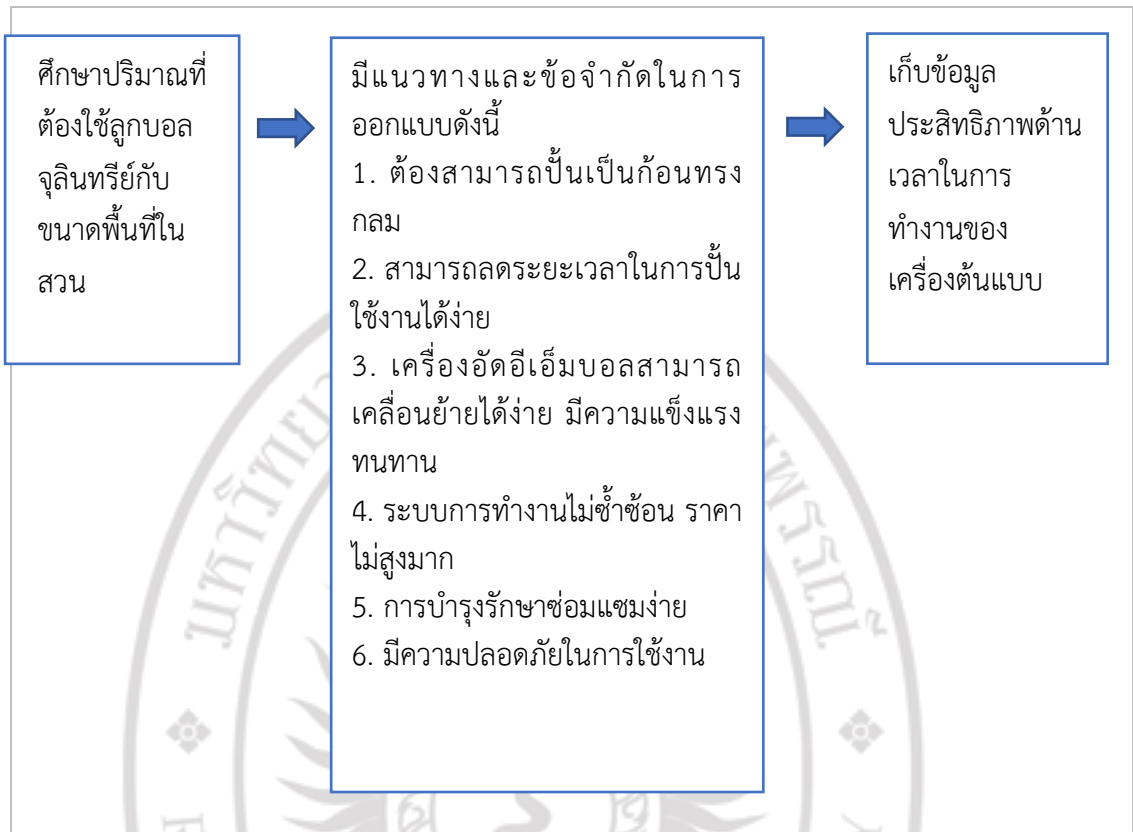 ศึกษาปริมาณที่
ต้องใช้ลูกบอล
จุลินทรีย์กับ
ขนาดพื้นที่ใน
สวน
มีแนวทางและข้อจำกัดในการ
ออกแบบดังนี้
1. ต้องสามารถปั้นเป็นก้อนทรง
กลม
2. สามารถลดระยะเวลาในการปั้น
ใช้งานได้ง่าย
3. เครื่องอัดอีเอ็มบอลสามารถ
เคลื่อนย้ายได้ง่าย มีความแข็งแรง
ทนทาน
4. ระบบการทำงานไม่ซ้ำซ้อน ราคา
ไม่สูงมาก
5. การบำรุงรักษาซ่อมแซมง่าย
6. มีความปลอดภัยในการใช้งาน
เก็บข้อมูล
ประสิทธิภาพด้าน
เวลาในการ
ทำงานของ
เครื่องต้นแบบ